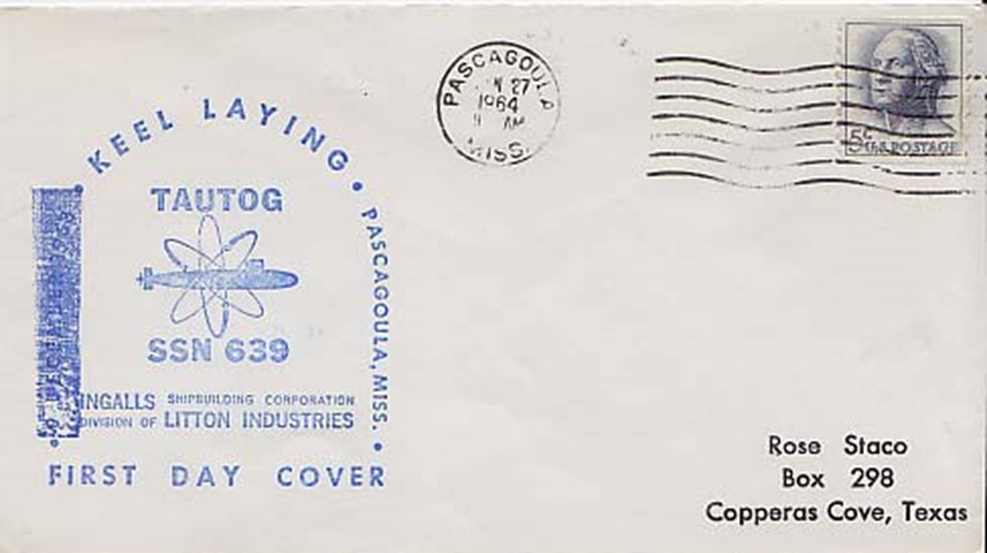 PASCAGOULA
27
1964
11 AM
MISS.
5¢ U.S. POSTAGE
KEEL LAYING • PASCAGOULA, MISS. •
TAUTOG
SSN 639
INGALLS SHIPBUILDING CORPORATION
DIVISION OF LITTON INDUSTRIES
FIRST DAY COVER
Rose Staco
Box 298
Copperas Cove, Texas